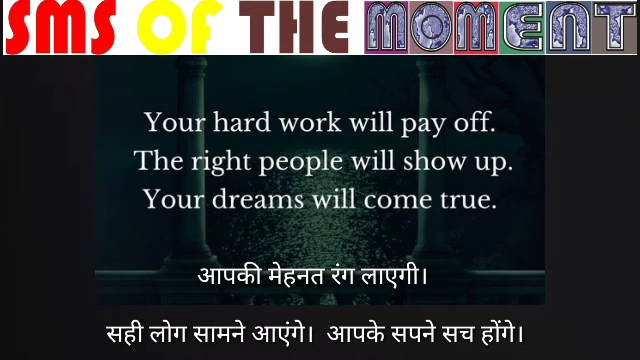 SMS OF THE MOMENT
Your hard work will pay off.
The right people will show up.
Your dreams will come true.
आपकी मेहनत रंग लाएगी।
सही लोग सामने आएंगे। आपके सपने सच होंगे।